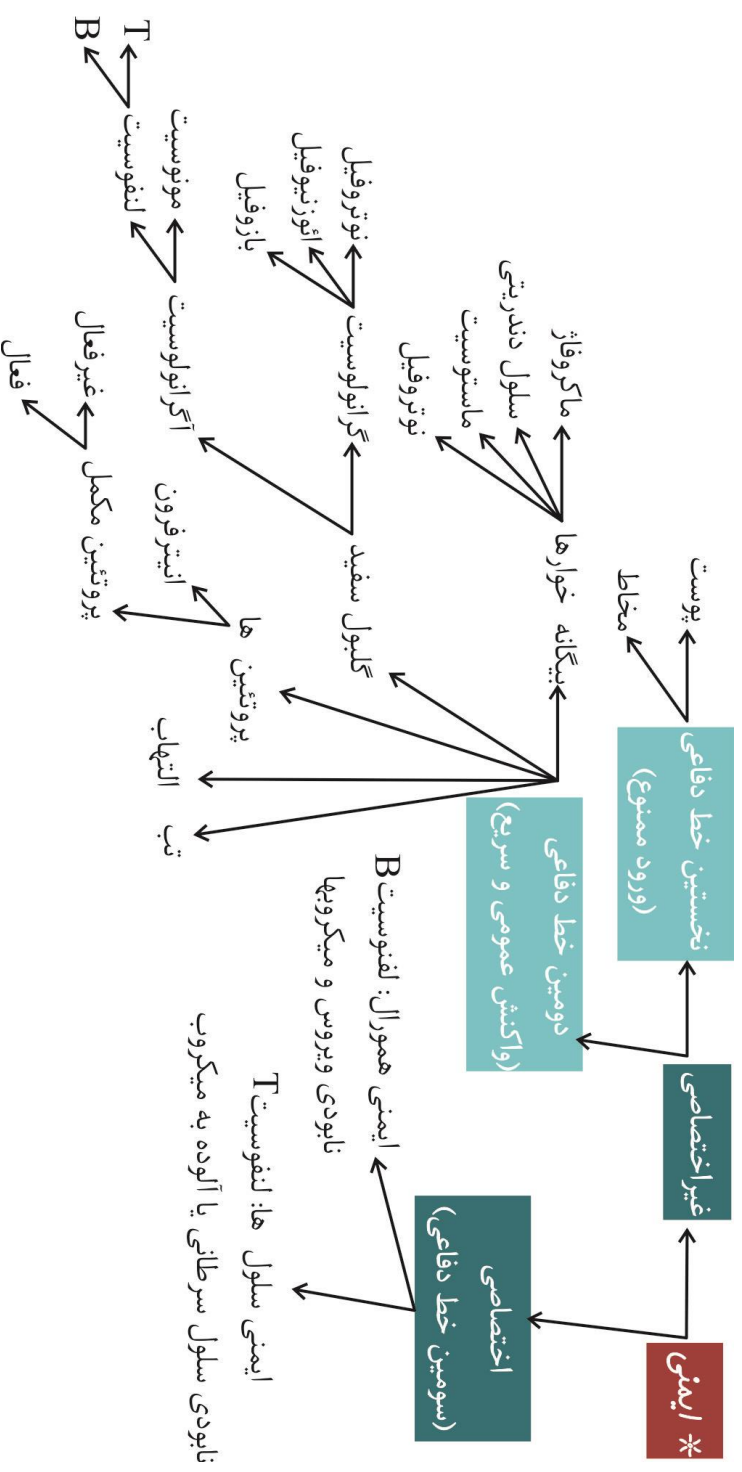 * ایمنی
غیراختصاصی
نخستین خط دفاعی
(ورود ممنوع)
پوست
مخاط
دومین خط دفاعی
(واکنش عمومی و سریع)
بیگانه خوارها
ماکروفاژ
سلول دندریتی
ماستوسیت
نوتروفیل
گلبول سفید
گرانولوسیت
نوتروفیل
ائوزنیوفیل
بازوفیل
آگرانولوسیت
مونوسیت
لنفوسیت
T
B
پروتئین ها
انیترفرون
پروتئین مکمل
غیرفعال
فعال
التهاب
تب
اختصاصی
(سومین خط دفاعی)
ایمنی همورال: لفنوسیت B
نابودی ویروس و میکروبها
ایمنی سلول ها: لنفوسیت T
نابودی سلول سرطانی یا آلوده به میکروب